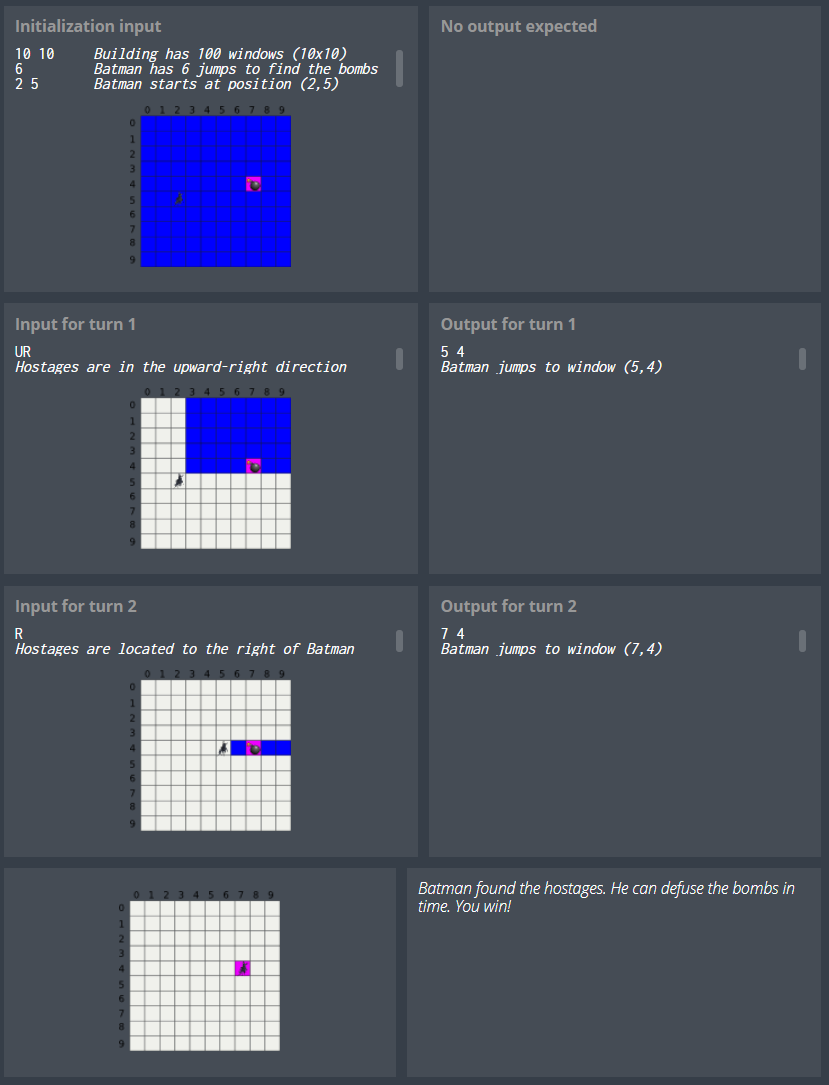 Initialization input
No output expected
10 10 Building has 100 windows (10x10)
6 Batman has 6 jumps to find the bombs
2 5 Batman starts at position (2,5)
0 1 2 3 4 5 6 7 8 9
0
1
2
3
4
5
6
7
8
9
Input for turn 1
Output for turn 1
UR
5 4
Hostages are in the upward-right direction
Batman jumps to window (5,4)
0 1 2 3 4 5 6 7 8 9
0
1
2
3
4
5
6
7
8
9
Input for turn 2
Output for turn 2
R
7 4
Hostages are located to the right of Batman
Batman jumps to window (7,4)
0 1 2 3 4 5 6 7 8 9
0
1
2
3
4
5
6
7
8
9
Batman found the hostages. He can defuse the bombs in
time. You win!
0 1 2 3 4 5 6 7 8 9
0
1
2
3
4
5
6
7
8
9